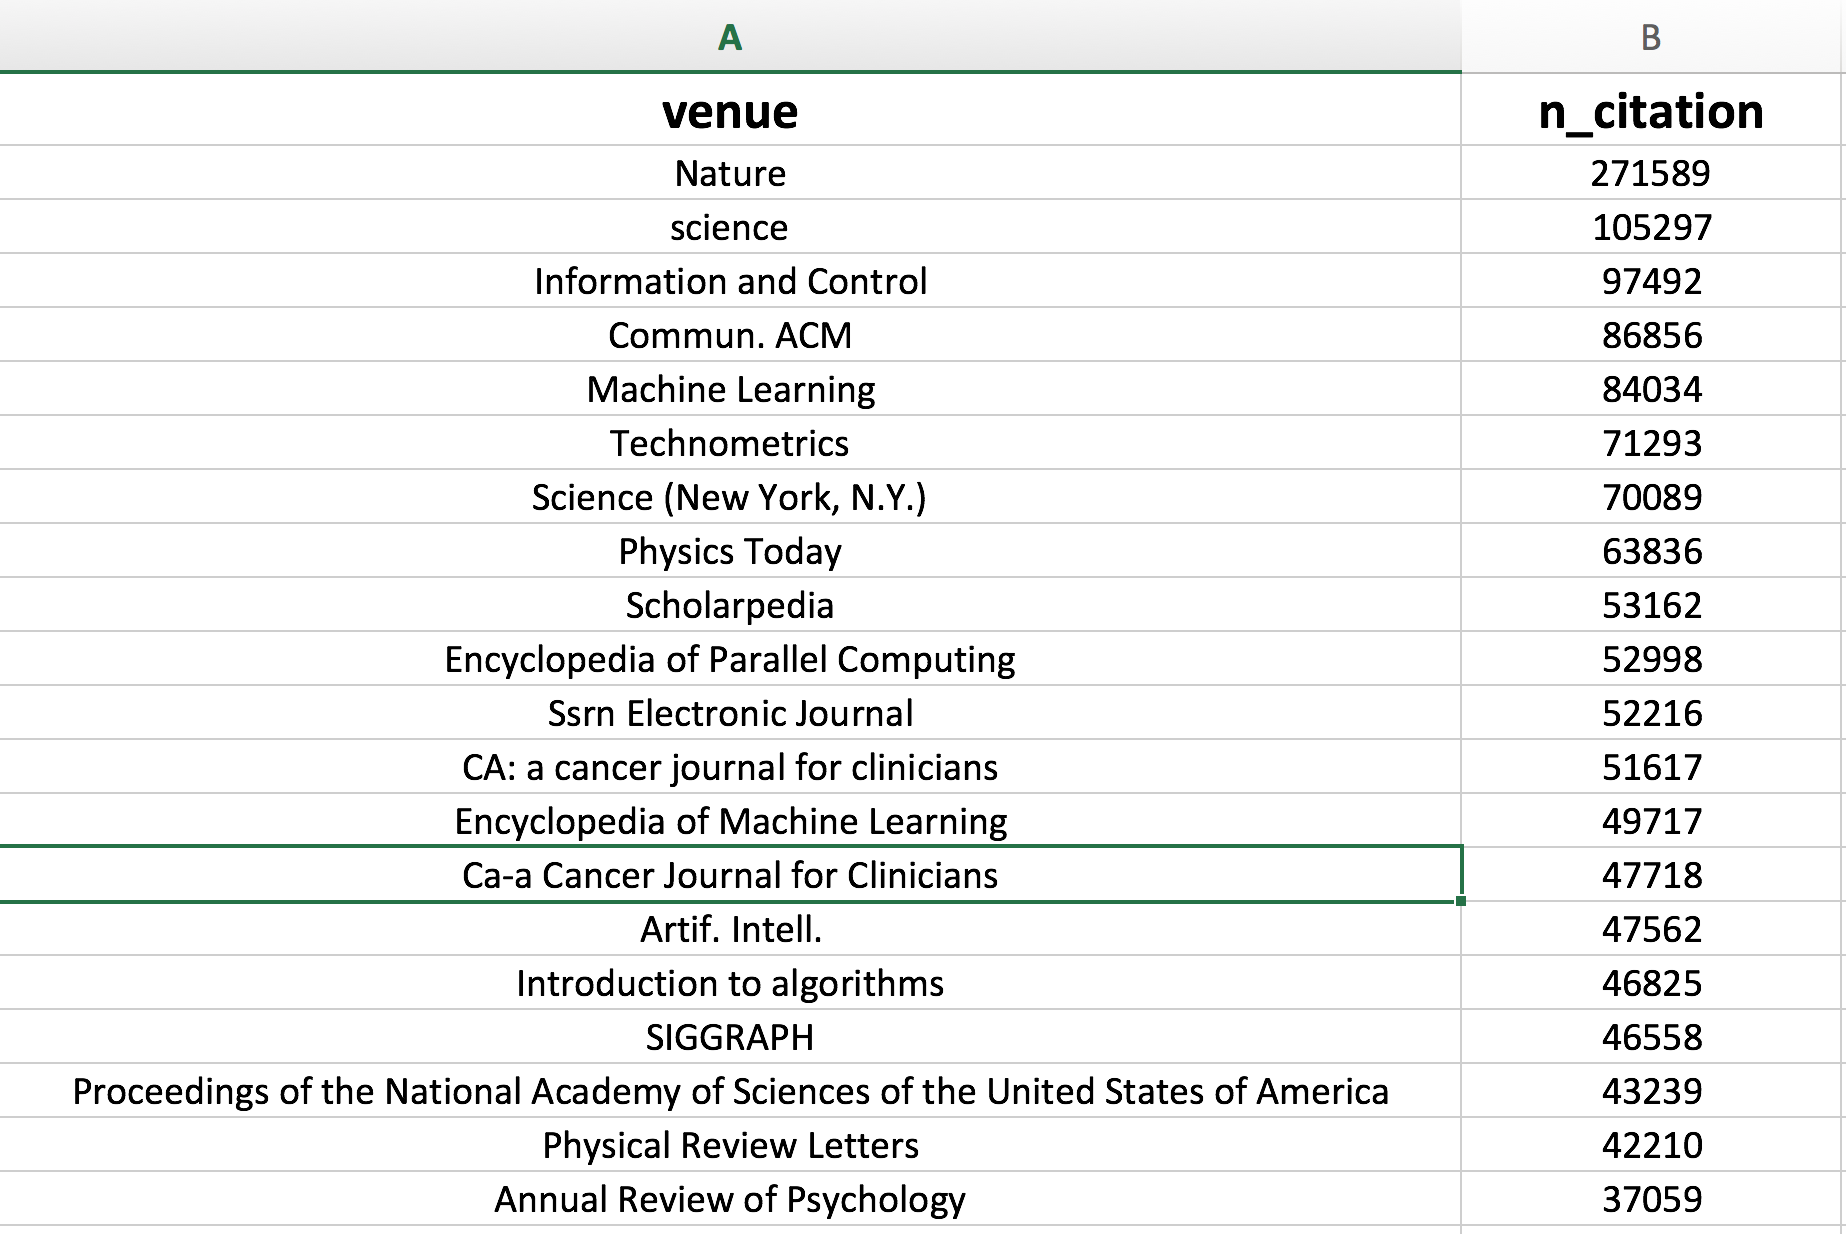 A B
venue n_citation
Nature 271589
science 105297
Information and Control 97492
Commun. ACM 86856
Machine Learning 84034
Technometrics 71293
Science (New York, N.Y.) 70089
Physics Today 63836
Scholarpedia 53162
Encyclopedia of Parallel Computing 52998
Ssrn Electronic Journal 52216
CA: a cancer journal for clinicians 51617
Encyclopedia of Machine Learning 49717
Ca-a Cancer Journal for Clinicians 47718
Artif. Intell. 47562
Introduction to algorithms 46825
SIGGRAPH 46558
Proceedings of the National Academy of Sciences of the United States of America 43239
Physical Review Letters 42210
Annual Review of Psychology 37059